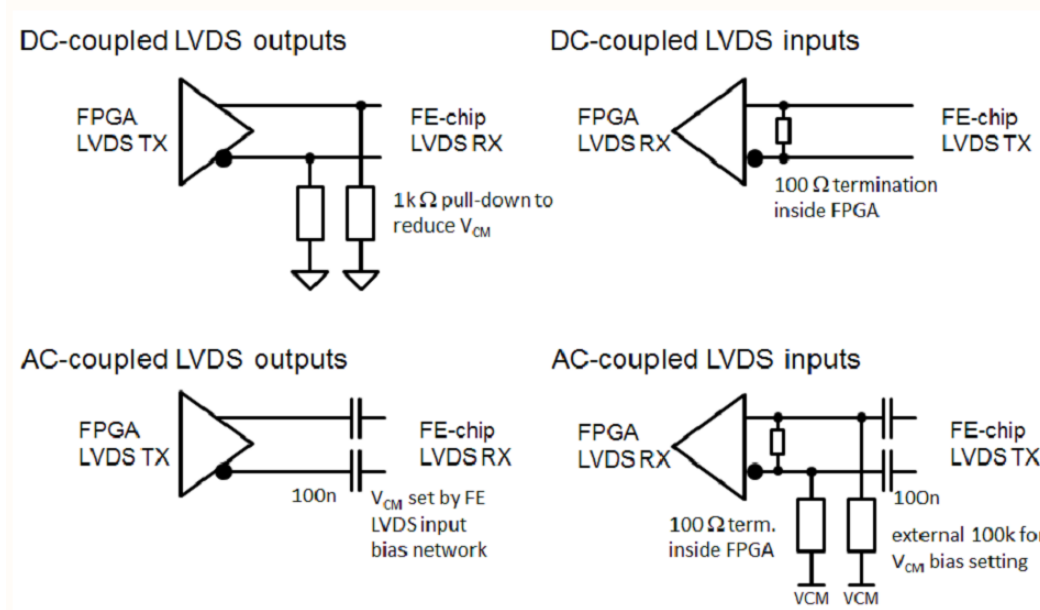 DC-coupled LVDS outputs
FPGA
LVDS TX
FE-chip
LVDS RX
1k Ω pull-down to
reduce VCM
DC-coupled LVDS inputs
FPGA
LVDS RX
FE-chip
LVDS TX
100 Ω termination
inside FPGA
AC-coupled LVDS outputs
FPGA
LVDS TX
FE-chip
LVDS RX
100n
VCM set by FE
LVDS input
bias network
AC-coupled LVDS inputs
FPGA
LVDS RX
FE-chip
LVDS TX
100n
100 Ω term.
inside FPGA
external 100k for
VCM bias setting
VCM VCM